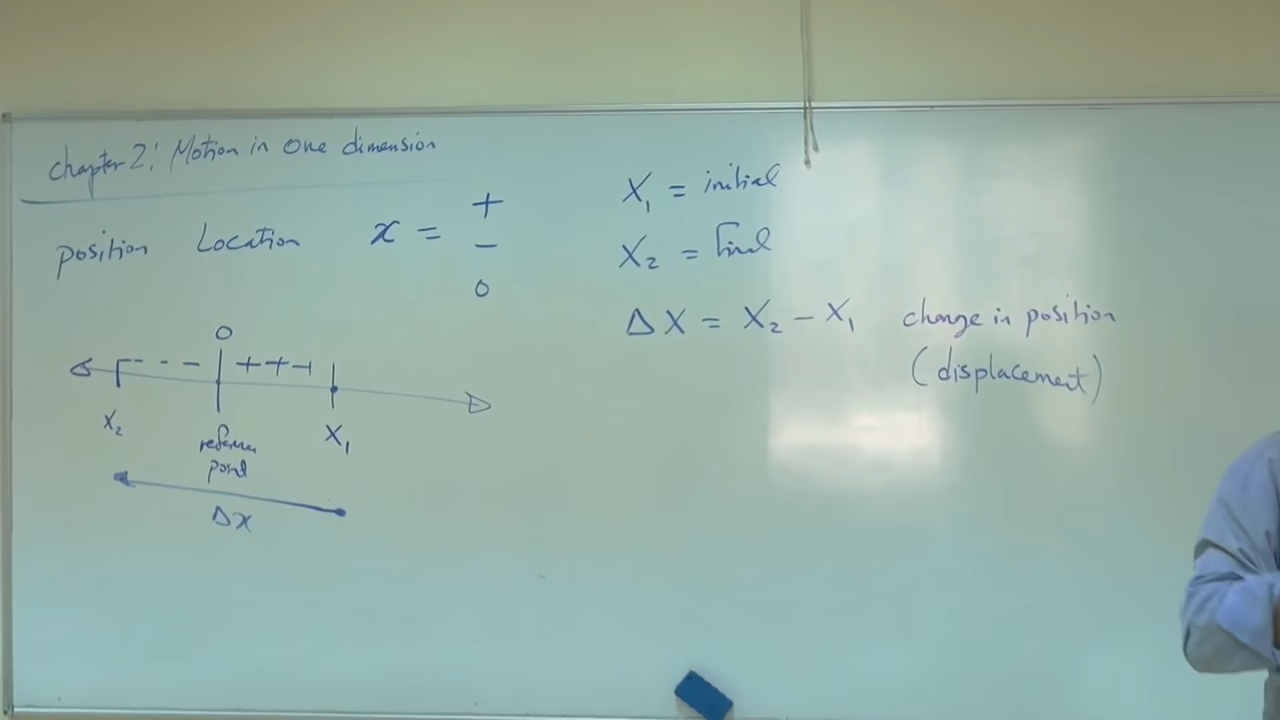 chapter 2: Motion in One dimension
position Location x = + - 0
X₁ = initial
X₂ = Final
ΔX = X₂ - X₁ change in position
(displacement)
0
- - - + + +
X₂ X₁
point
Δx